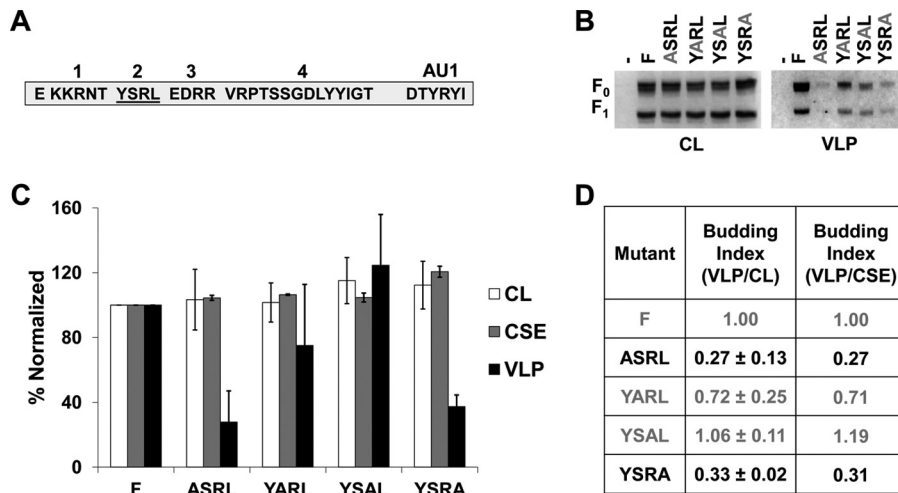 A
1 2 3 4 AU1
E KKRNT YSRL EDRR VRPTSSGDLYYIGT DTYRYI
B
- F ASRL YARL YSAL YSRA - F ASRL YARL YSAL YSRA
F0
F1
CL VLP
C
% Normalized
160
120
80
40
0
F ASRL YARL YSAL YSRA
CL
CSE
VLP
D
Mutant Budding Index (VLP/CL) Budding Index (VLP/CSE)
F 1.00 1.00
ASRL 0.27 ± 0.13 0.27
YARL 0.72 ± 0.25 0.71
YSAL 1.06 ± 0.11 1.19
YSRA 0.33 ± 0.02 0.31